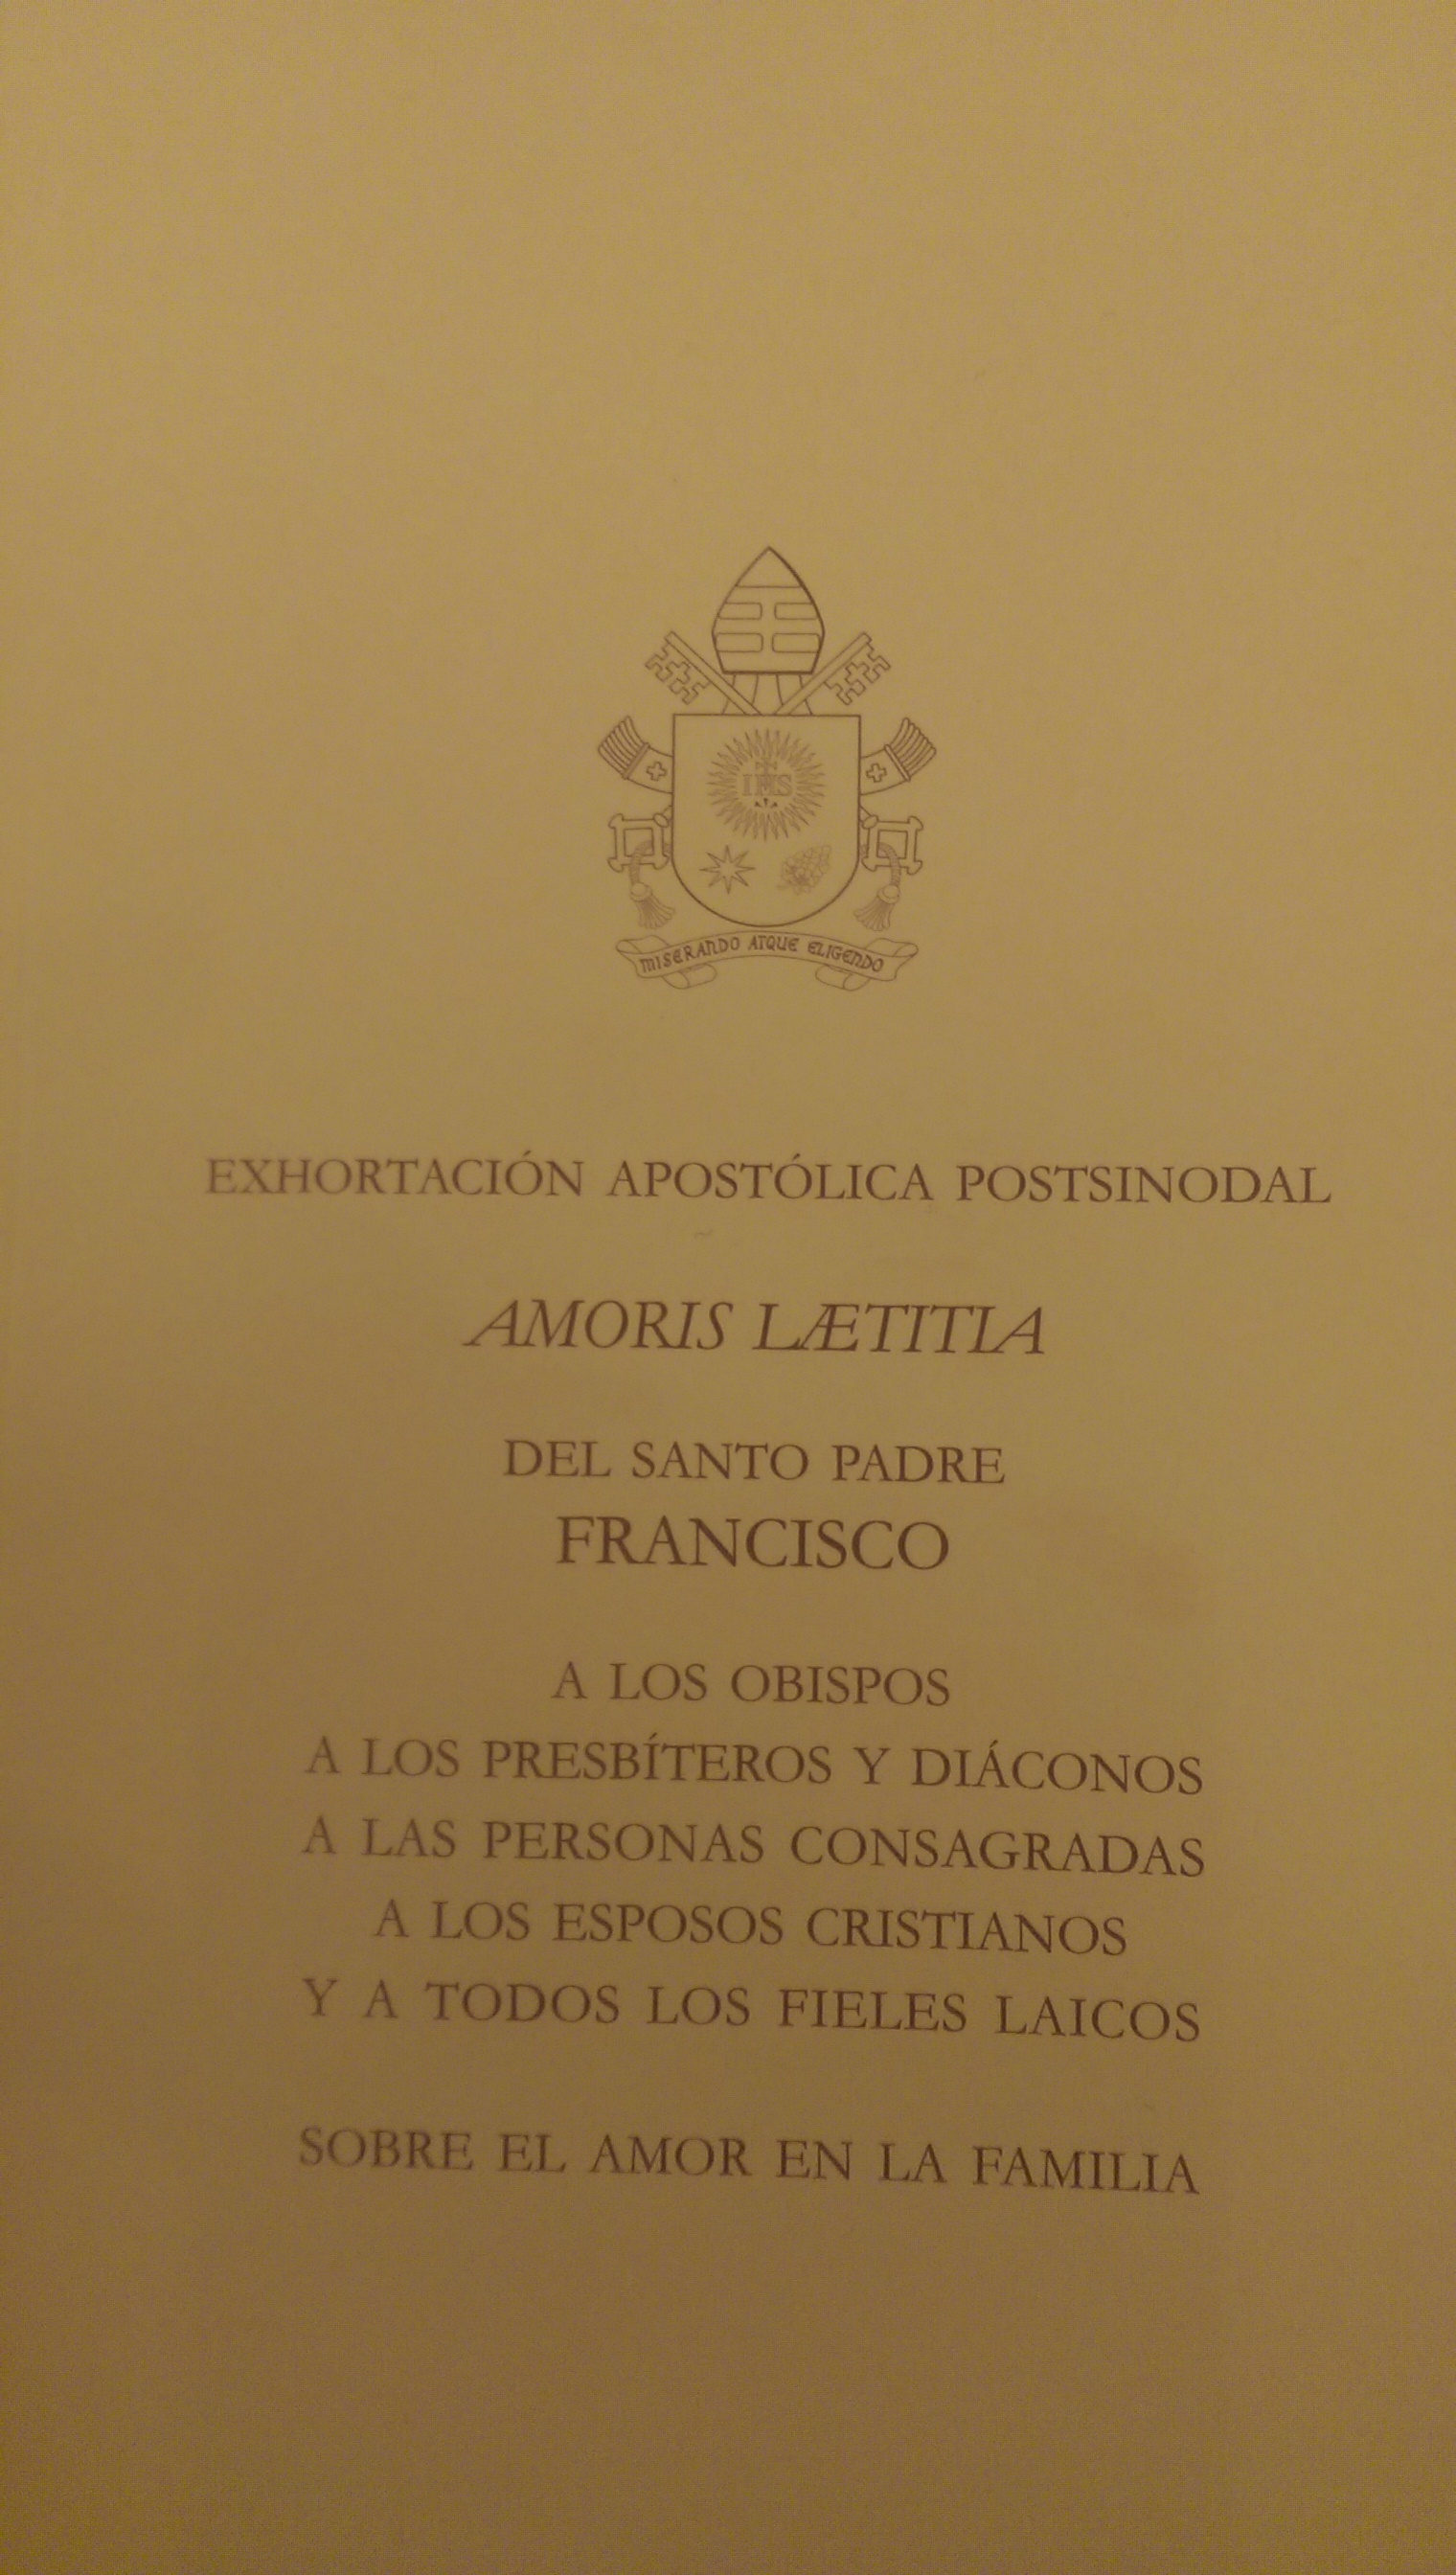 IHS
MISERANDO ATQUE ELIGENDO
EXHORTACIÓN APOSTÓLICA POSTSINODAL
AMORIS LÆTITIA
DEL SANTO PADRE
FRANCISCO
A LOS OBISPOS
A LOS PRESBÍTEROS Y DIÁCONOS
A LAS PERSONAS CONSAGRADAS
A LOS ESPOSOS CRISTIANOS
Y A TODOS LOS FIELES LAICOS
SOBRE EL AMOR EN LA FAMILIA